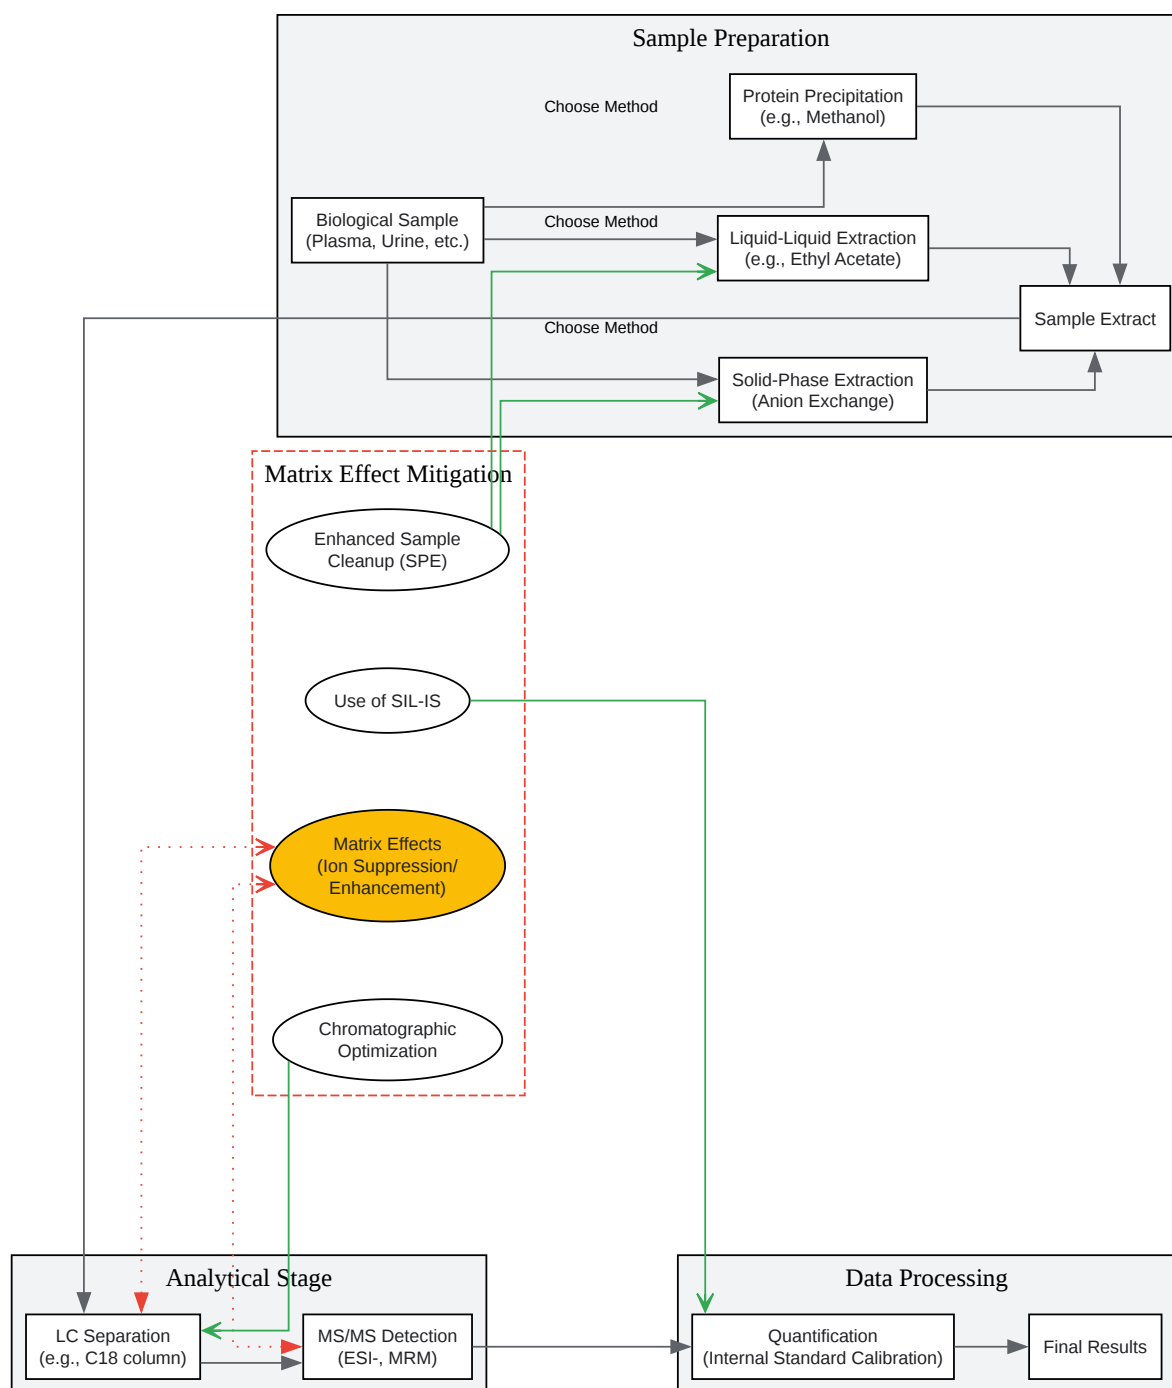 Sample Preparation
Choose Method
Protein Precipitation
(e.g., Methanol)
Biological Sample
(Plasma, Urine, etc.)
Choose Method
Liquid-Liquid Extraction
(e.g., Ethyl Acetate)
Choose Method
Sample Extract
Solid-Phase Extraction
(Anion Exchange)
Matrix Effect Mitigation
Enhanced Sample
Cleanup (SPE)
Use of SIL-IS
Matrix Effects
(Ion Suppression/
Enhancement)
Chromatographic
Optimization
Analytical Stage
LC Separation
(e.g., C18 column)
MS/MS Detection
(ESI-, MRM)
Data Processing
Quantification
(Internal Standard Calibration)
Final Results